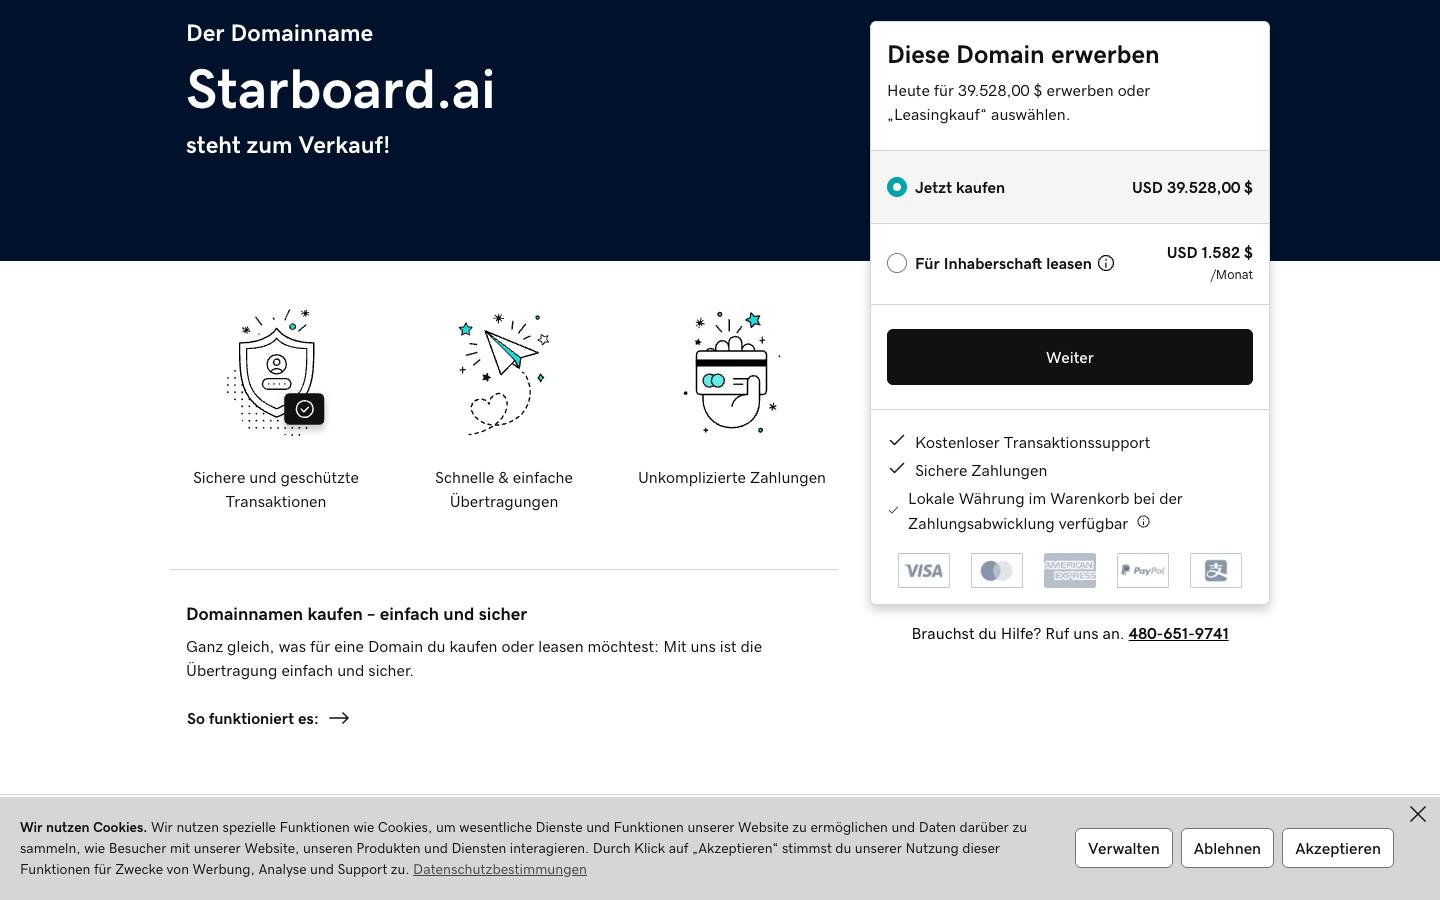 Der Domainname
Starboard.ai
steht zum Verkauf!
Diese Domain erwerben
Heute für 39.528,00 $ erwerben oder
„Leasingkauf“ auswählen.
Jetzt kaufen
USD 39.528,00 $
Für Inhaberschaft leasen
USD 1.582 $
/Monat
Weiter
Kostenloser Transaktionssupport
Sichere Zahlungen
Lokale Währung im Warenkorb bei der
Zahlungsabwicklung verfügbar
VISA
AMERICAN
EXPRESS
PayPal
支
Brauchst du Hilfe? Ruf uns an. 480-651-9741
Sichere und geschützte
Transaktionen
Schnelle & einfache
Übertragungen
Unkomplizierte Zahlungen
Domainnamen kaufen – einfach und sicher
Ganz gleich, was für eine Domain du kaufen oder leasen möchtest: Mit uns ist die
Übertragung einfach und sicher.
So funktioniert es:
Wir nutzen Cookies. Wir nutzen spezielle Funktionen wie Cookies, um wesentliche Dienste und Funktionen unserer Website zu ermöglichen und Daten darüber zu
sammeln, wie Besucher mit unserer Website, unseren Produkten und Diensten interagieren. Durch Klick auf „Akzeptieren“ stimmst du unserer Nutzung dieser
Funktionen für Zwecke von Werbung, Analyse und Support zu. Datenschutzbestimmungen
Verwalten
Ablehnen
Akzeptieren